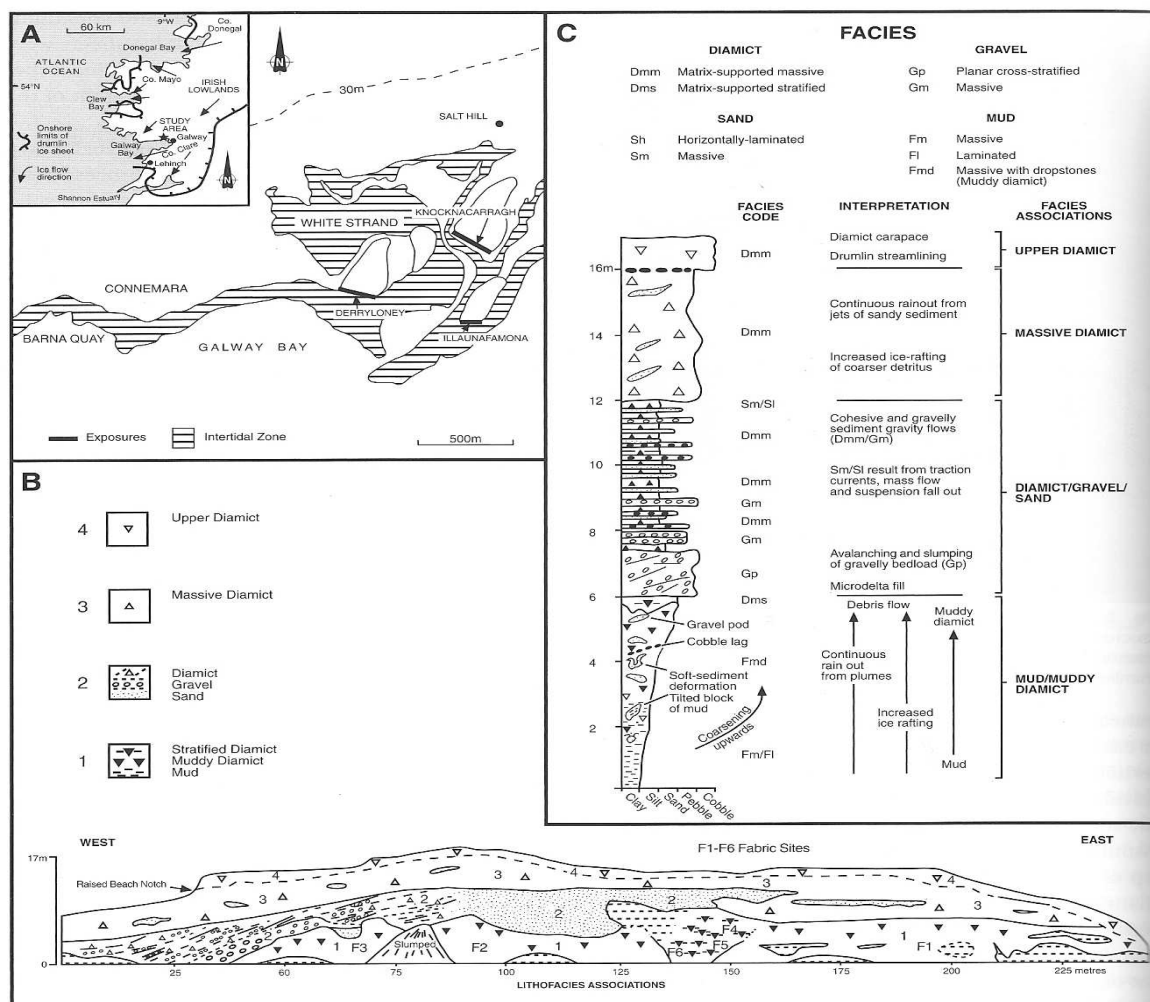 A
60 km
9°W
Co.
Donegal
Donegal Bay
ATLANTIC
OCEAN
Co. Mayo
IRISH
LOWLANDS
54°N
Clew
Bay
STUDY
AREA
Onshore
limits of
drumlin
ice sheet
Galway
Galway
Bay
Co. Clare
Lehinch
Ice flow
direction
Shannon Estuary
N
N
30m
SALT HILL
KNOCKNACARRAGH
WHITE STRAND
CONNEMARA
DERRYLONEY
BARNA QUAY
GALWAY BAY
ILLAUNAFAMONA
Exposures
Intertidal Zone
500m
B
4 Upper Diamict
3 Massive Diamict
2 Diamict
Gravel
Sand
1 Stratified Diamict
Muddy Diamict
Mud
C
FACIES
DIAMICT
Dmm Matrix-supported massive
Dms Matrix-supported stratified
GRAVEL
Gp Planar cross-stratified
Gm Massive
SAND
Sh Horizontally-laminated
Sm Massive
MUD
Fm Massive
Fl Laminated
Fmd Massive with dropstones
(Muddy diamict)
FACIES
CODE
INTERPRETATION
FACIES
ASSOCIATIONS
Dmm
Diamict carapace
Drumlin streamlining
UPPER DIAMICT
16m
Continuous rainout from
jets of sandy sediment
14
Dmm
MASSIVE DIAMICT
Increased ice-rafting
of coarser detritus
12
Sm/Sl
Cohesive and gravelly
sediment gravity flows
(Dmm/Gm)
Dmm
10
Sm/Sl result from traction
currents, mass flow
and suspension fall out
Dmm
DIAMICT/GRAVEL/
SAND
Gm
Dmm
8
Gm
Avalanching and slumping
of gravelly bedload (Gp)
Gp
Microdelta fill
6
Dms
Debris flow
Muddy
diamict
Gravel pod
Cobble lag
4
Fmd
Continuous
rain out
from plumes
Soft-sediment
deformation
Tilted block
of mud
MUD/MUDDY
DIAMICT
Increased
ice rafting
2
Coarsening
upwards
Fm/Fl
Mud
Clay
Silt
Sand
Pebble
Cobble
WEST
EAST
F1-F6 Fabric Sites
17m
Raised Beach Notch
4
3
4
4
3
3
3
2
2
2
2
3
1
F3
Slumped
F2
1
F4
F5
F6
1
F1
0
25 60 75 100 125 150 175 200 225 metres
LITHOFACIES ASSOCIATIONS